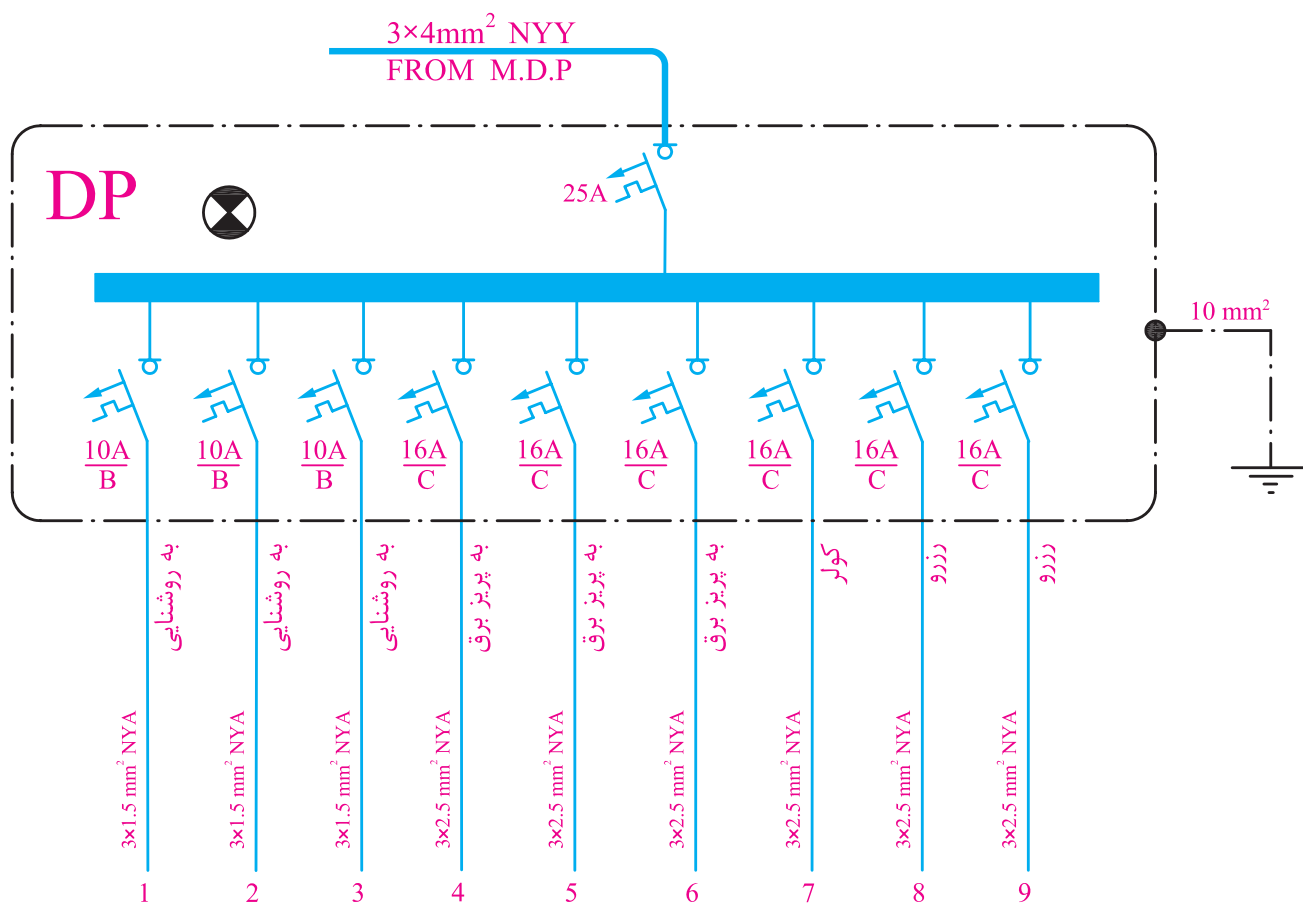 3×4mm² NYY
FROM M.D.P
DP
25A
10 mm²
10A
B
10A
B
10A
B
16A
C
16A
C
16A
C
16A
C
16A
C
16A
C
به روشنایی
به روشنایی
به روشنایی
به پریز برق
به پریز برق
به پریز برق
کولر
رزرو
رزرو
3×1.5 mm² NYA
3×1.5 mm² NYA
3×1.5 mm² NYA
3×2.5 mm² NYA
3×2.5 mm² NYA
3×2.5 mm² NYA
3×2.5 mm² NYA
3×2.5 mm² NYA
3×2.5 mm² NYA
1 2 3 4 5 6 7 8 9